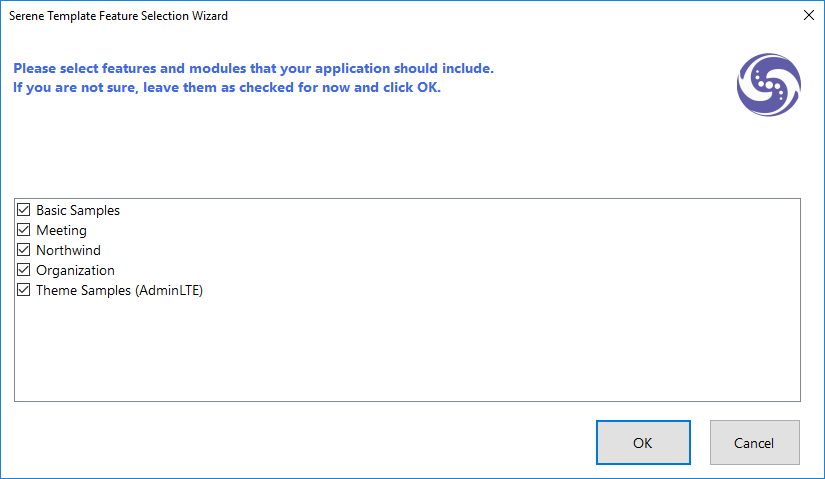 Serene Template Feature Selection Wizard
Please select features and modules that your application should include.
If you are not sure, leave them as checked for now and click OK.
Basic Samples
Meeting
Northwind
Organization
Theme Samples (AdminLTE)
OK
Cancel